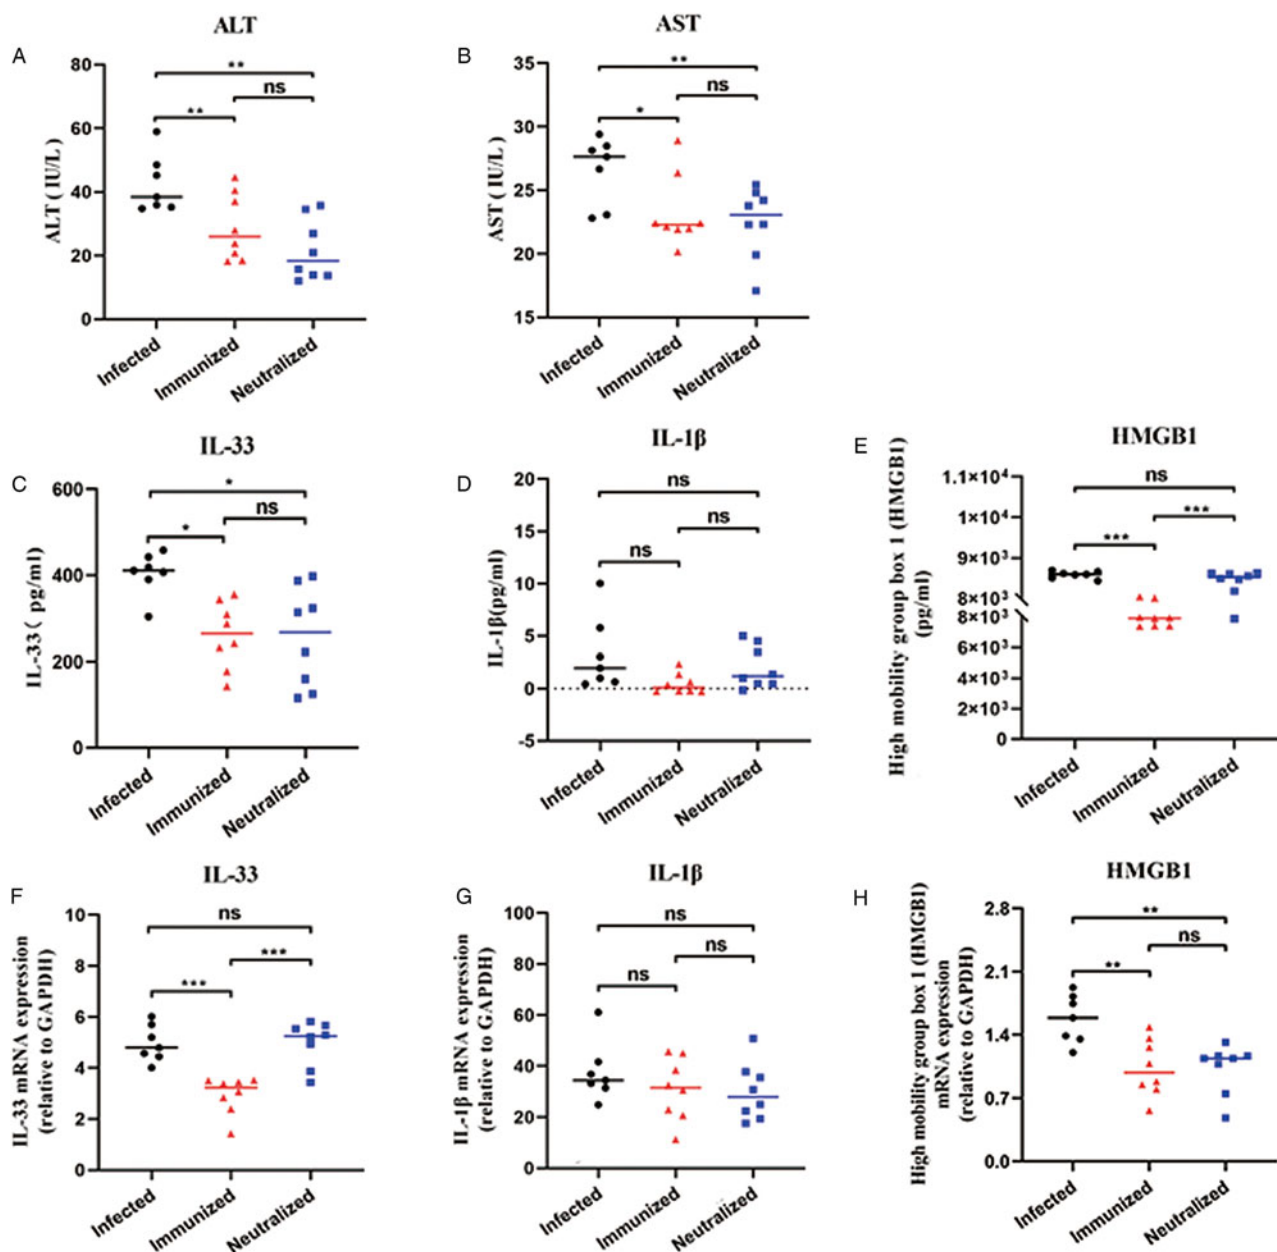 A
ALT
ALT ( IU/L )
80
60
40
20
0
**
ns
**
Infected
Immunized
Neutralized
B
AST
AST ( IU/L )
35
30
25
20
15
**
ns
*
Infected
Immunized
Neutralized
C
IL-33
IL-33 ( pg/ml)
600
400
200
0
*
ns
*
Infected
Immunized
Neutralized
D
IL-1β
IL-1β(pg/ml)
20
15
10
5
0
-5
ns
ns
ns
Infected
Immunized
Neutralized
E
HMGB1
High mobility group box 1 (HMGB1)
(pg/ml)
1.1×10⁴
1×10⁴
9×10³
8×10³
8×10³
6×10³
4×10³
2×10³
0
ns
***
***
Infected
Immunized
Neutralized
F
IL-33
IL-33 mRNA expression
(relative to GAPDH)
10
8
6
4
2
0
ns
***
***
Infected
Immunized
Neutralized
G
IL-1β
IL-1β mRNA expression
(relative to GAPDH)
100
80
60
40
20
0
ns
ns
ns
Infected
Immunized
Neutralized
H
HMGB1
High mobility group box 1 (HMGB1)
mRNA expression
(relative to GAPDH)
2.8
2.1
1.4
0.7
0.0
**
ns
**
Infected
Immunized
Neutralized